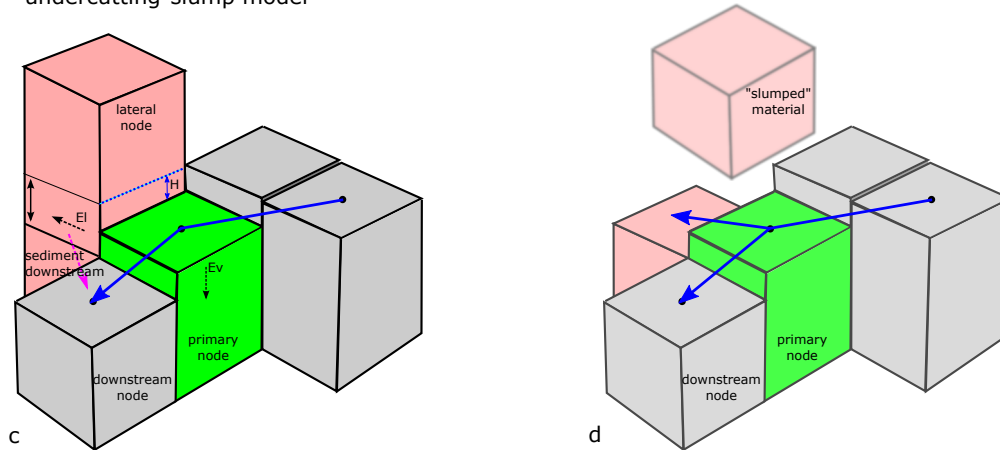 undercutting-slump model
lateral
node
H
El
sediment
downstream
Ev
primary
node
downstream
node
c
"slumped"
material
primary
node
downstream
node
d